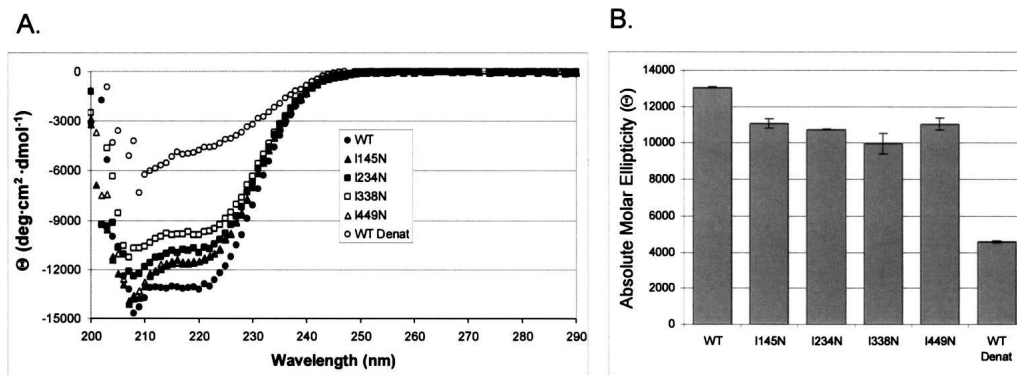 A.
0
-3000
-6000
-9000
-12000
-15000
200 210 220 230 240 250 260 270 280 290
Θ (deg·cm² ·dmol⁻¹)
Wavelength (nm)
WT
I145N
I234N
I338N
I449N
WT Denat
B.
14000
12000
10000
8000
6000
4000
2000
0
Absolute Molar Ellipticity (Θ)
WT I145N I234N I338N I449N WT
Denat